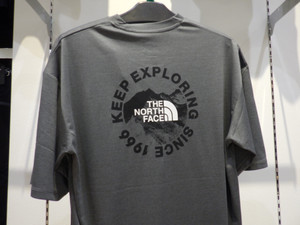 KEEP EXPLORING
THE
NORTH
FACE
SINCE 1966